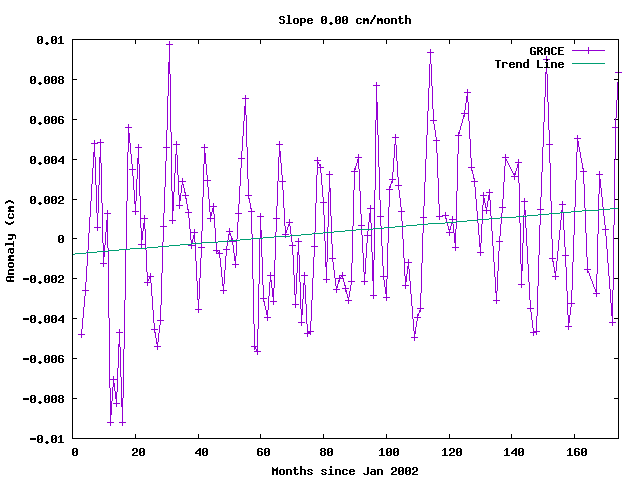 Slope 0.00 cm/month
GRACE
Trend Line
0.01
0.008
0.006
0.004
0.002
0
-0.002
-0.004
-0.006
-0.008
-0.01
Anomaly (cm)
0 20 40 60 80 100 120 140 160
Months since Jan 2002